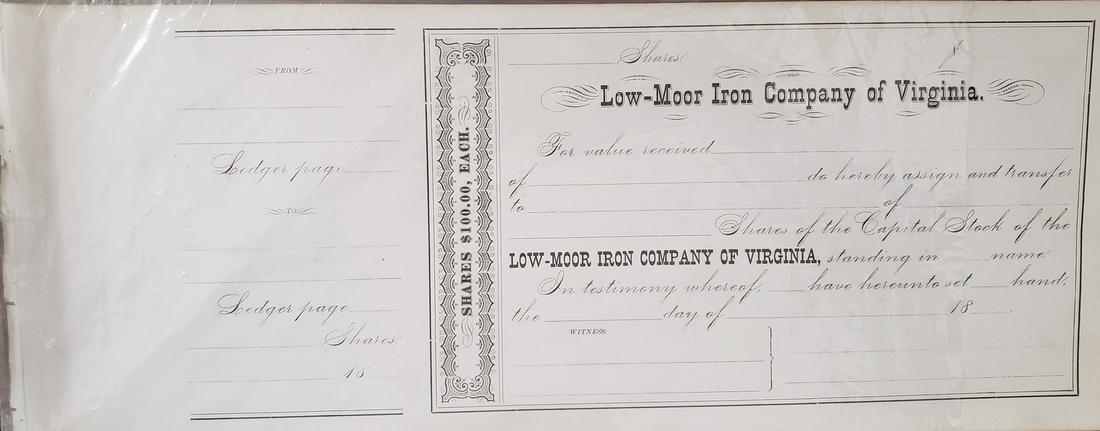 FROM
Ledger page
TO
Ledger page
Shares
18
SHARES $100.00, EACH.
Shares $
Low-Moor Iron Company of Virginia.
For value received
of do hereby assign and transfer
to of
Shares of the Capital Stock of the
LOW-MOOR IRON COMPANY OF VIRGINIA, standing in name
In testimony whereof, have hereunto set hand,
the day of 18
WITNESS: